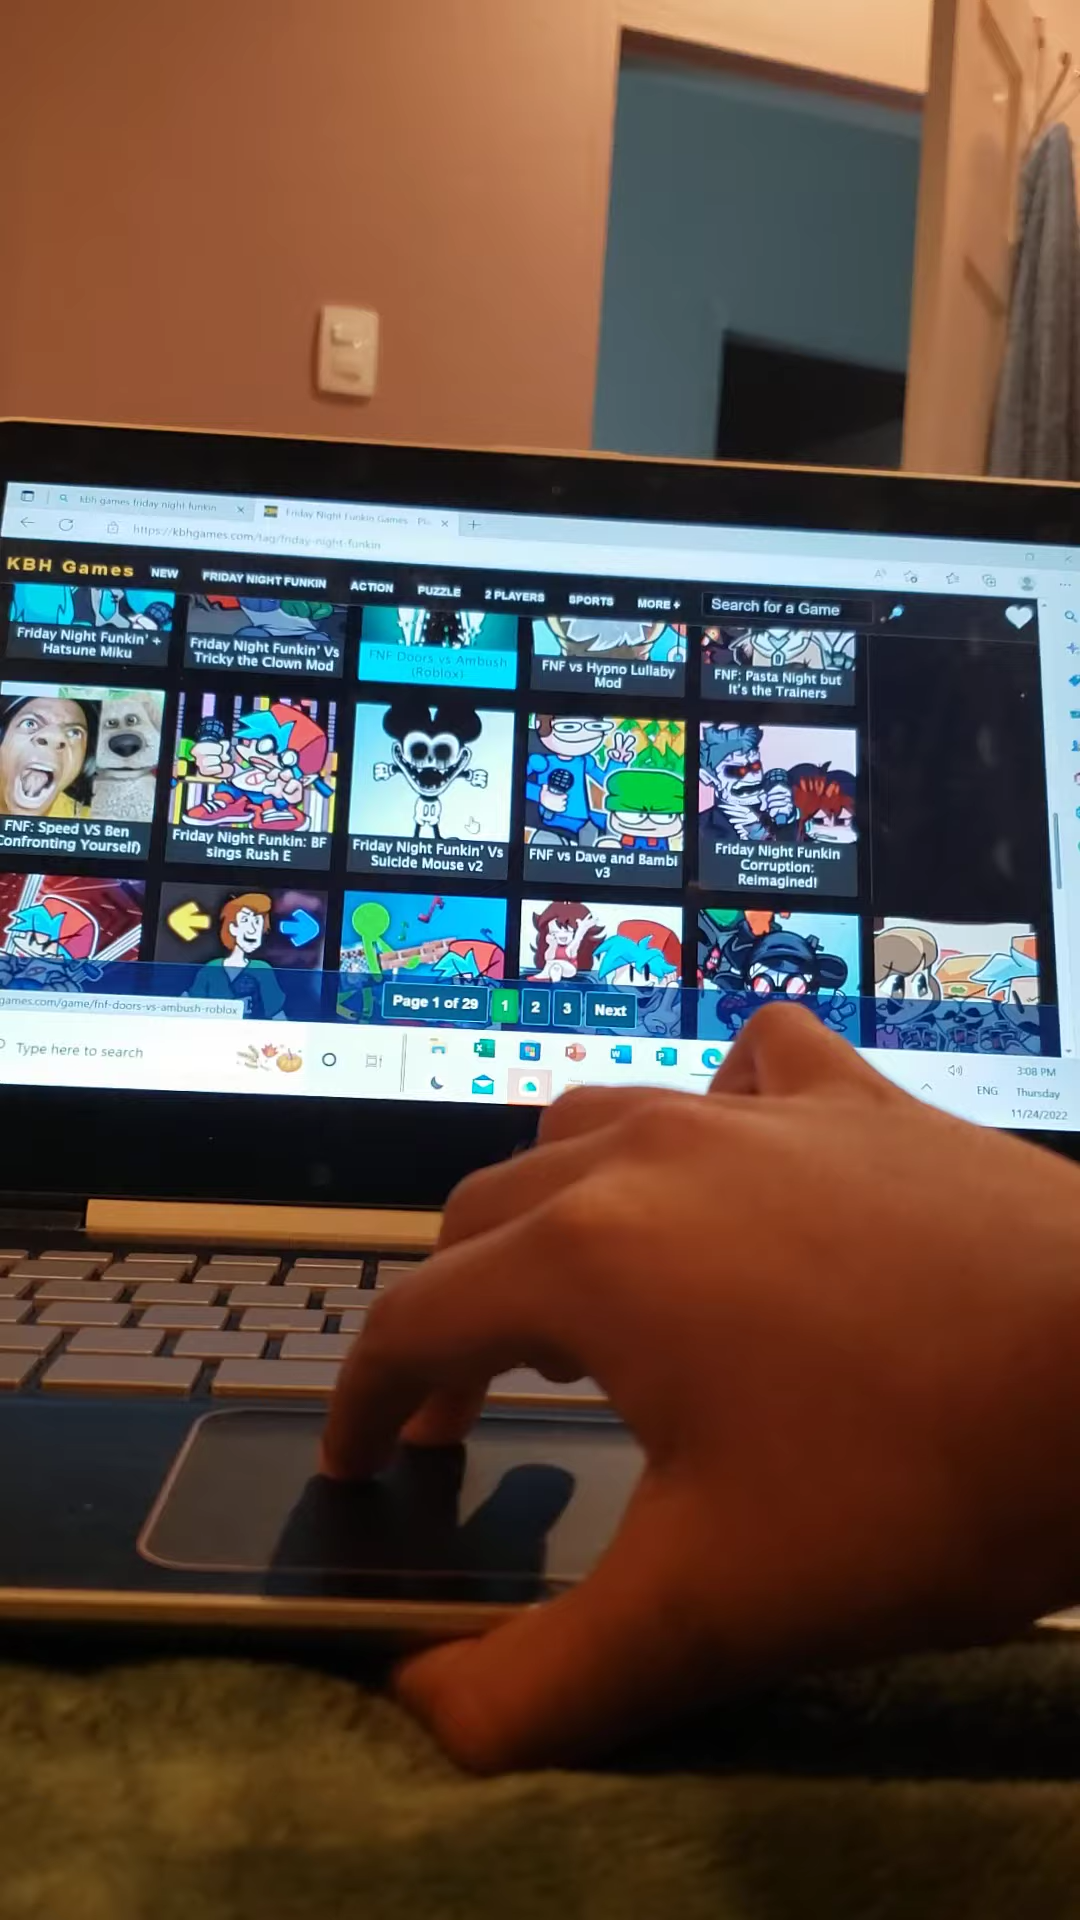 kbh games friday night funkin
Friday Night Funkin Games - Pla
https://kbhgames.com/tag/friday-night-funkin
KBH Games
NEW
FRIDAY NIGHT FUNKIN
ACTION
PUZZLE
2 PLAYERS
SPORTS
MORE +
Search for a Game
Friday Night Funkin' +
Hatsune Miku
Friday Night Funkin' Vs
Tricky the Clown Mod
FNF Doors vs Ambush
(Roblox)
FNF vs Hypno Lullaby
Mod
FNF: Pasta Night but
It's the Trainers
FNF: Speed VS Ben
Confronting Yourself)
Friday Night Funkin: BF
sings Rush E
Friday Night Funkin' Vs
Suicide Mouse v2
FNF vs Dave and Bambi
v3
Friday Night Funkin
Corruption:
Reimagined!
games.com/game/fnf-doors-vs-ambush-roblox
Page 1 of 29
1
2
3
Next
Type here to search
ENG
3:08 PM
Thursday
11/24/2022